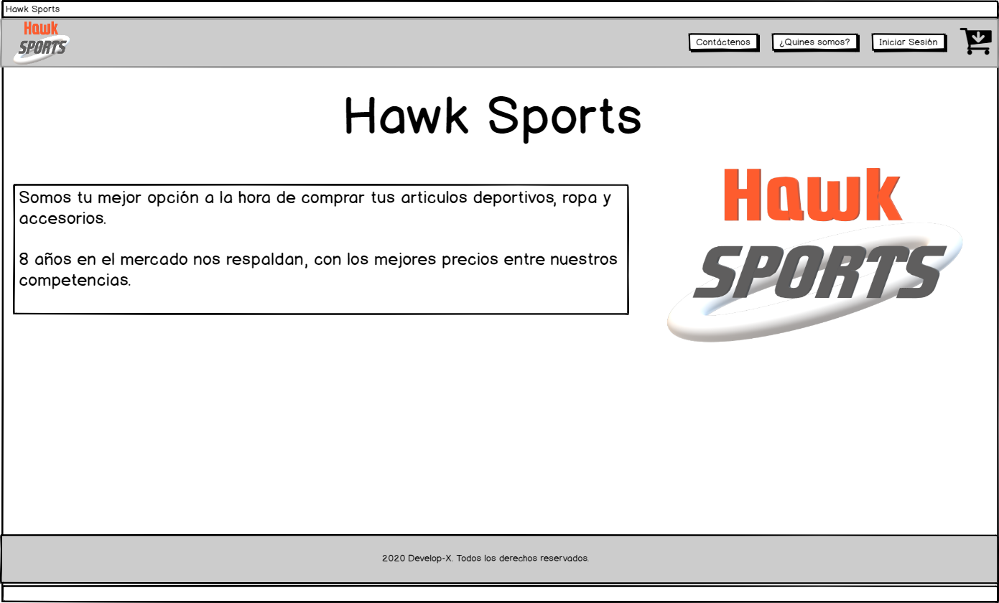 Hawk Sports
Hawk
SPORTS
Contáctenos
¿Quines somos?
Iniciar Sesión
Hawk Sports
Somos tu mejor opción a la hora de comprar tus articulos deportivos, ropa y
accesorios.
8 años en el mercado nos respaldan, con los mejores precios entre nuestros
competencias.
Hawk
SPORTS
2020 Develop-X. Todos los derechos reservados.